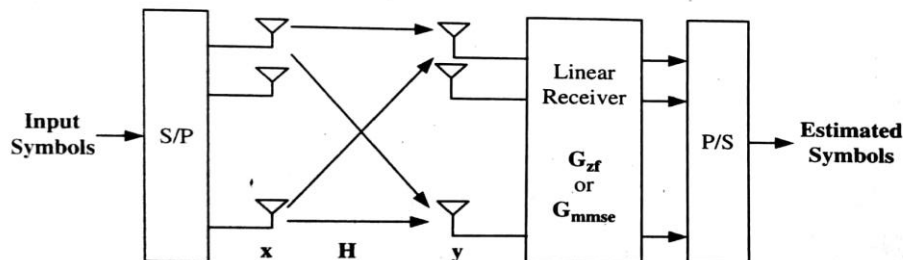 Input
Symbols
S/P
x
H
y
Linear
Receiver
G_zf
or
G_mmse
P/S
Estimated
Symbols